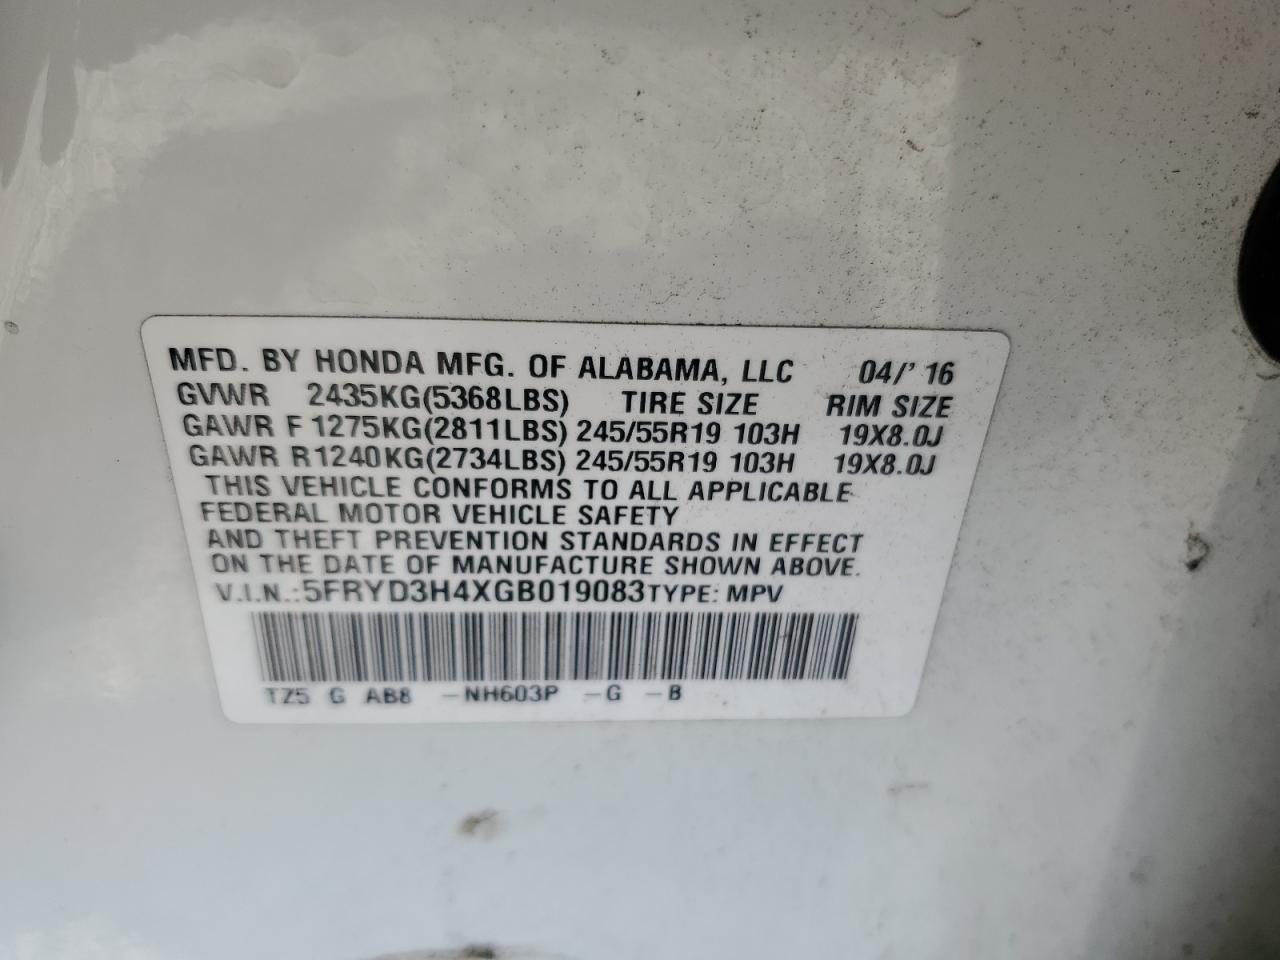 MFD. BY HONDA MFG. OF ALABAMA, LLC 04/' 16
GVWR 2435KG(5368LBS) TIRE SIZE RIM SIZE
GAWR F 1275KG(2811LBS) 245/55R19 103H 19X8.0J
GAWR R 1240KG(2734LBS) 245/55R19 103H 19X8.0J
THIS VEHICLE CONFORMS TO ALL APPLICABLE
FEDERAL MOTOR VEHICLE SAFETY
AND THEFT PREVENTION STANDARDS IN EFFECT
ON THE DATE OF MANUFACTURE SHOWN ABOVE.
V.I.N.:5FRYD3H4XGB019083 TYPE: MPV
TZ5 G AB8 -NH603P -G -B